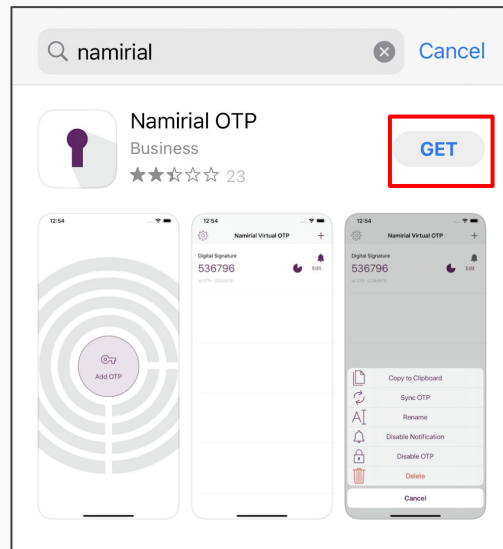 namirial
Cancel
Namirial OTP
Business
GET
23
12:54
Add OTP
12:54
Namirial Virtual OTP +
Digital Signature
536796
Edit
12:54
Namirial Virtual OTP +
Digital Signature
536796
Edit
Copy to Clipboard
Sync OTP
Rename
Disable Notification
Disable OTP
Delete
Cancel